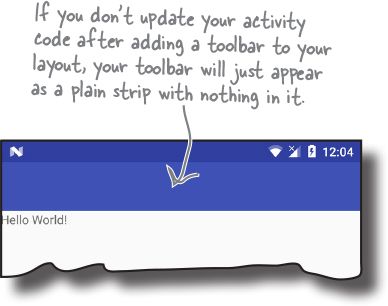 If you don't update your activity
code after adding a toolbar to your
layout, your toolbar will just appear
as a plain strip with nothing in it.
12:04
Hello World!